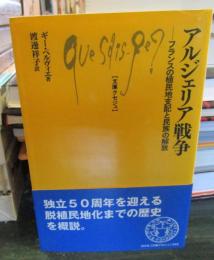 アルジェリア戦争
フランスの植民地支配と民族の解放
Que sais-je?
【文庫クセジュ】
ギー・ペルヴィエ 著
渡邊祥子 訳
独立50周年を迎える
脱植民地化までの歴史
を概説。